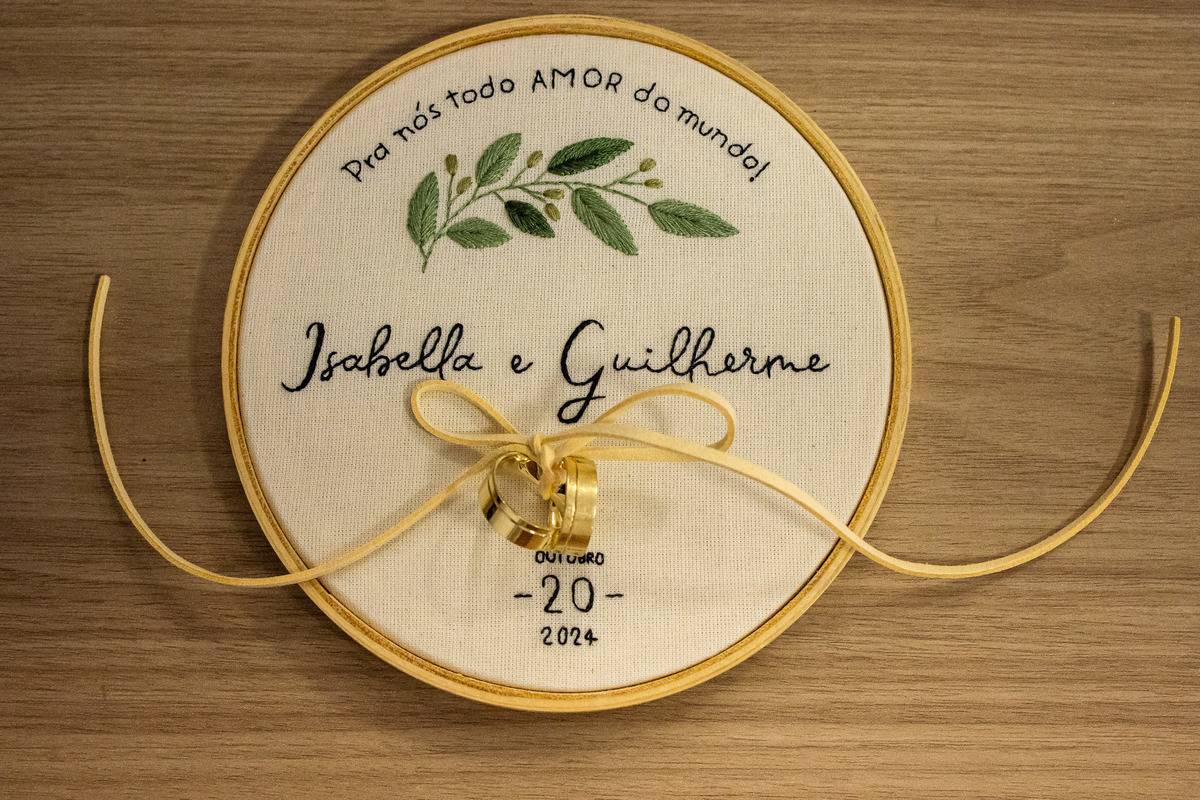 Pra nós todo AMOR do mundo!
Isabella e Guilherme
OUTUBRO
-20-
2024